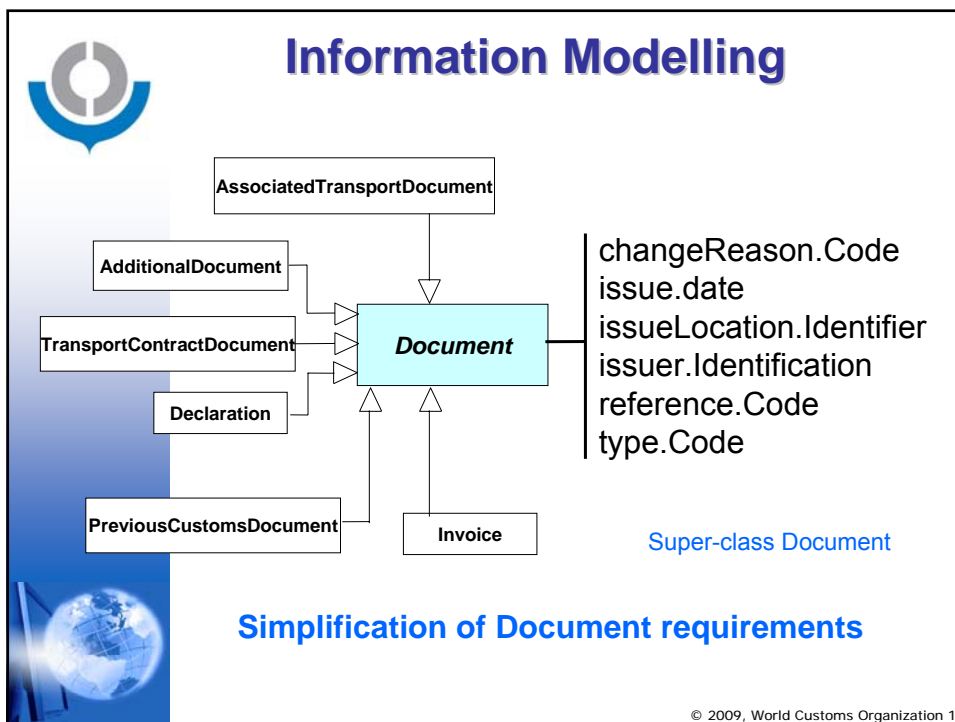 Information Modelling
AssociatedTransportDocument
AdditionalDocument
TransportContractDocument
Declaration
PreviousCustomsDocument
Invoice
Document
changeReason.Code
issue.date
issueLocation.Identifier
issuer.Identification
reference.Code
type.Code
Super-class Document
Simplification of Document requirements
© 2009, World Customs Organization 1